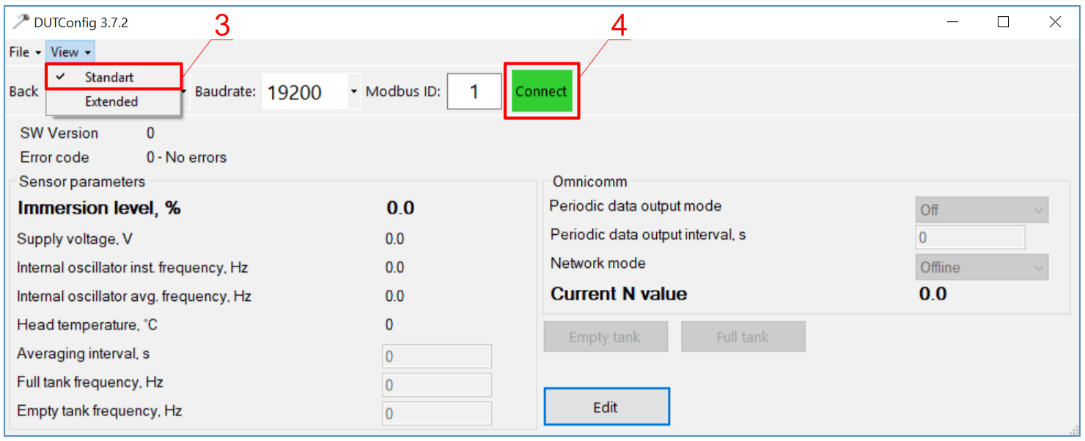 DUTConfig 3.7.2
3
4
File View
Standart
Extended
Back Baudrate: 19200 Modbus ID: 1 Connect
SW Version 0
Error code 0 - No errors
Sensor parameters
Immersion level, % 0.0
Supply voltage, V 0.0
Internal oscillator inst. frequency, Hz 0.0
Internal oscillator avg. frequency, Hz 0.0
Head temperature, °C 0
Averaging interval, s 0
Full tank frequency, Hz 0
Empty tank frequency, Hz 0
Omnicomm
Periodic data output mode Off
Periodic data output interval, s 0
Network mode Offline
Current N value 0.0
Empty tank Full tank
Edit